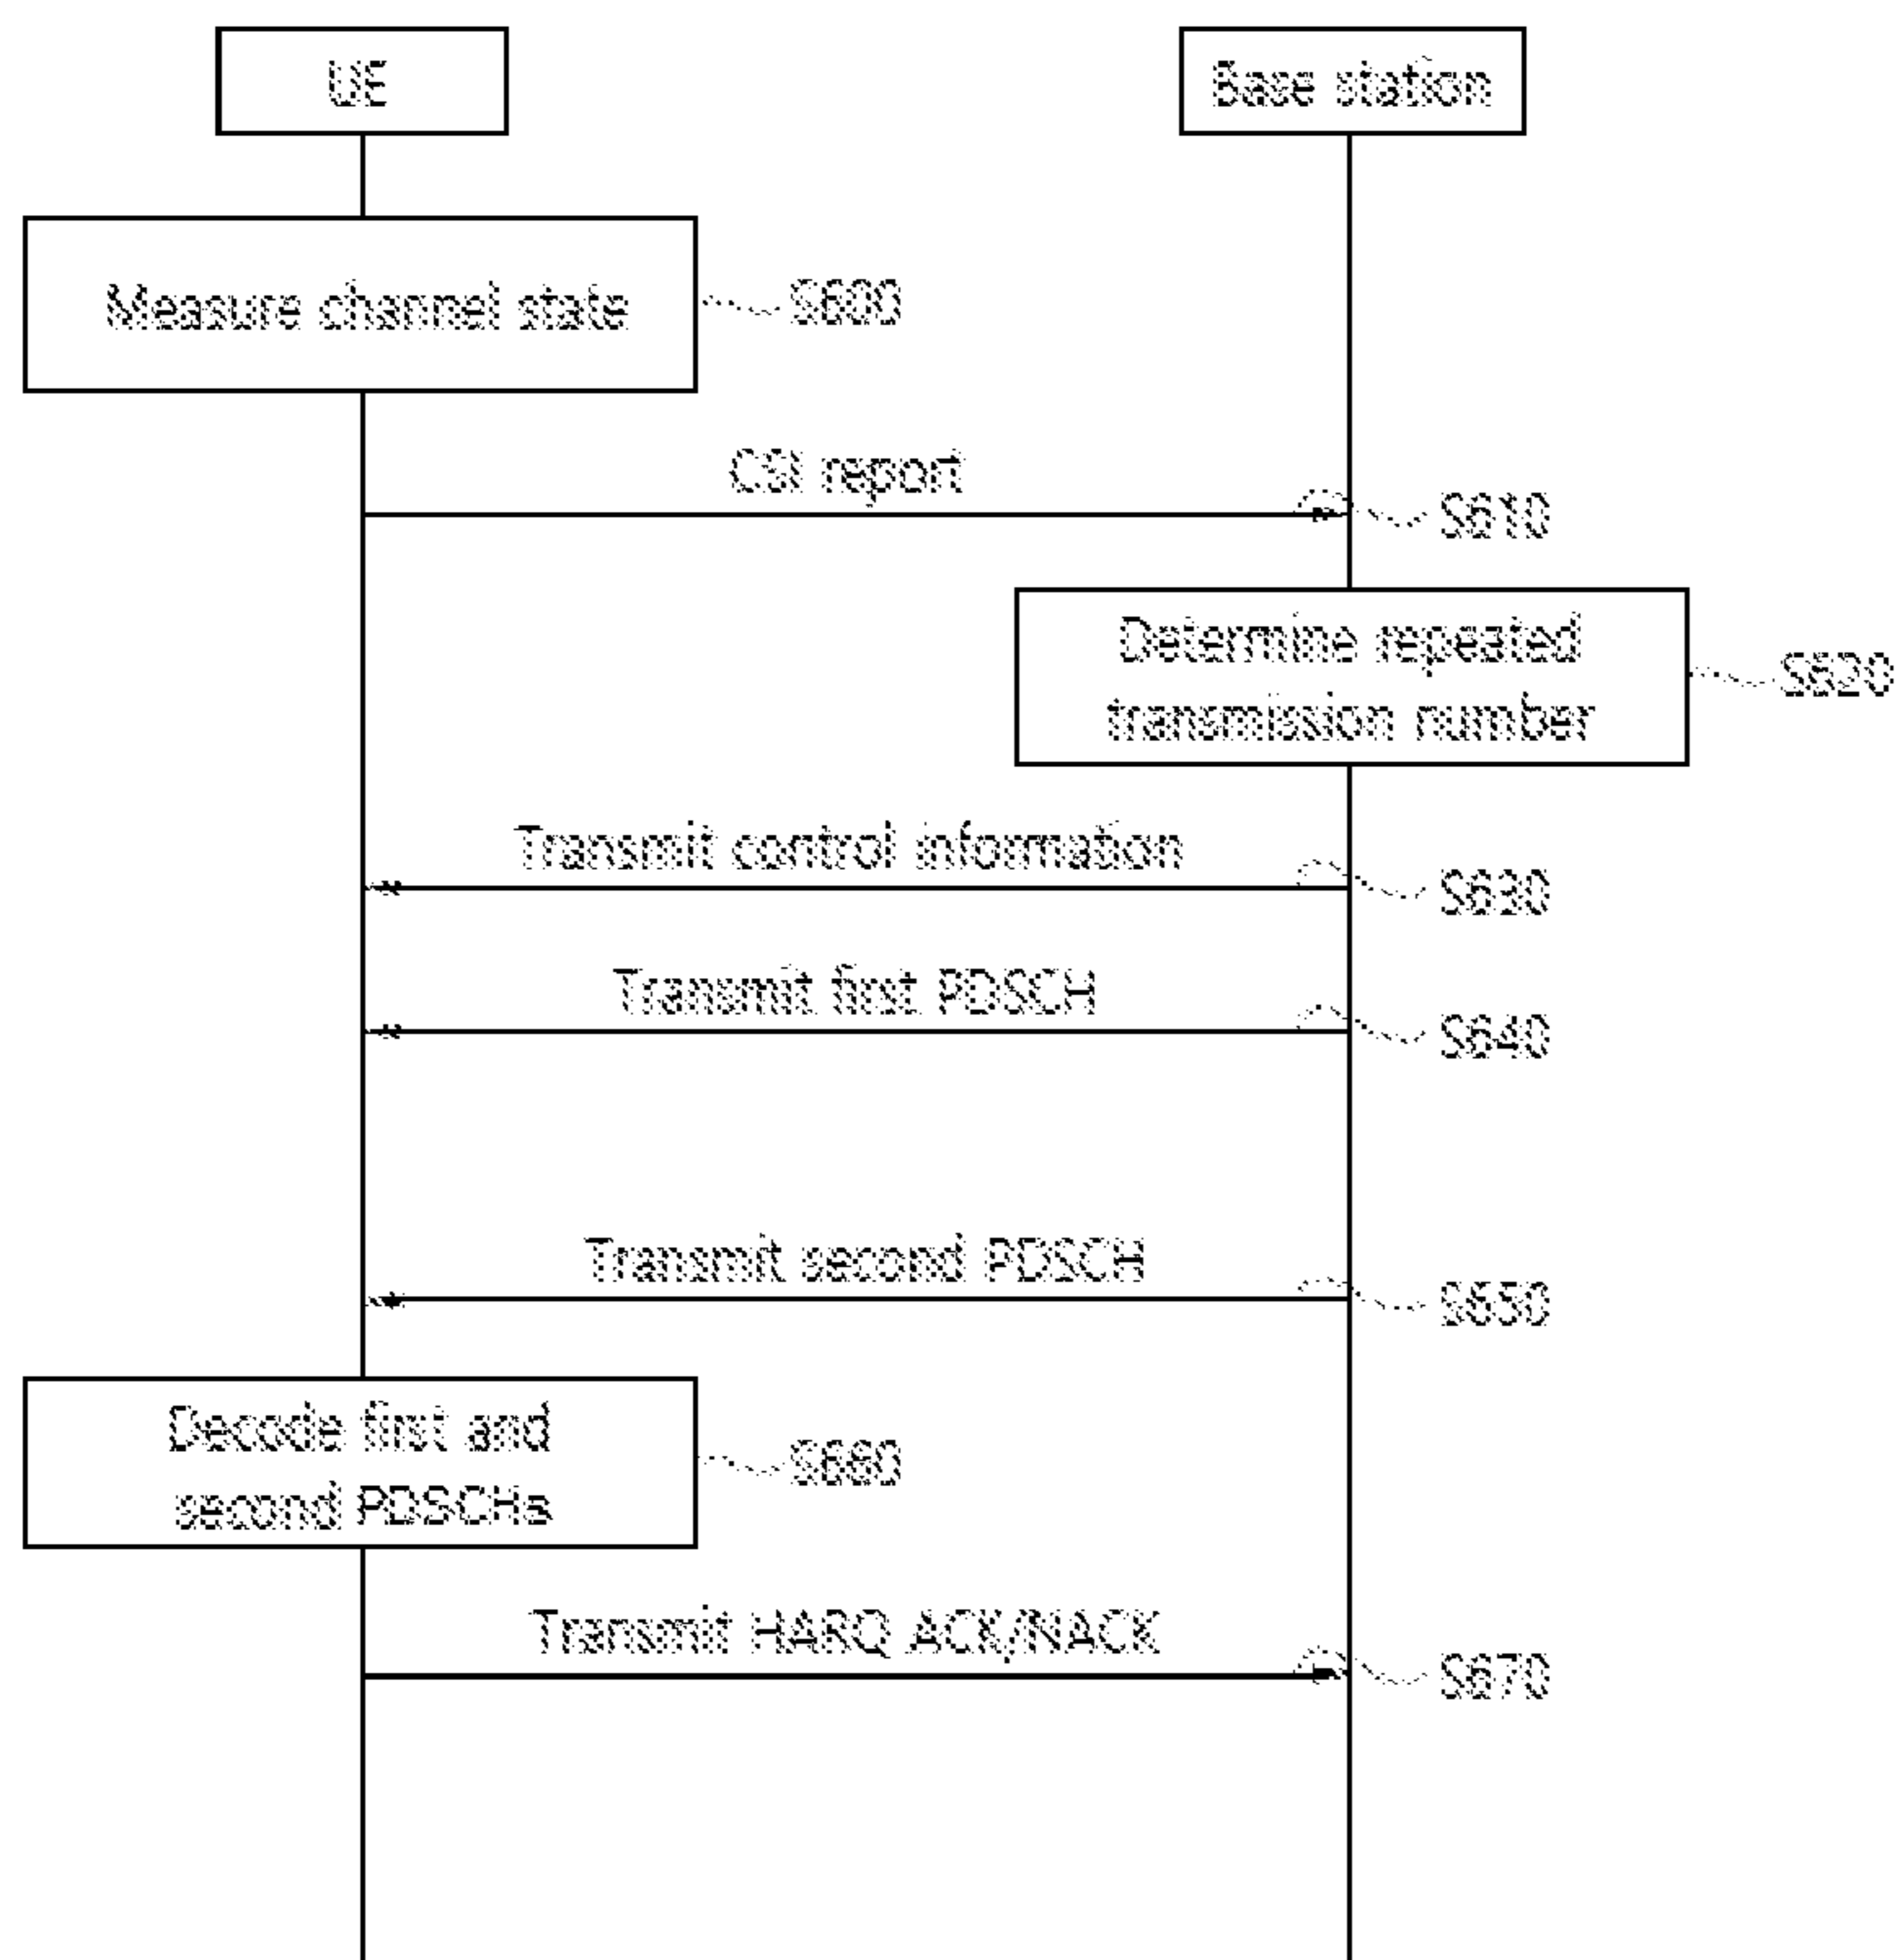 UE
Base station
Measure channel state
S600
CSI report
S610
Determine repeated
transmission number
S620
Transmit control information
S630
Transmit first PDSCH
S640
Transmit second PDSCH
S650
Decode first and
second PDSCHs
S660
Transmit HARQ ACK/NACK
S670